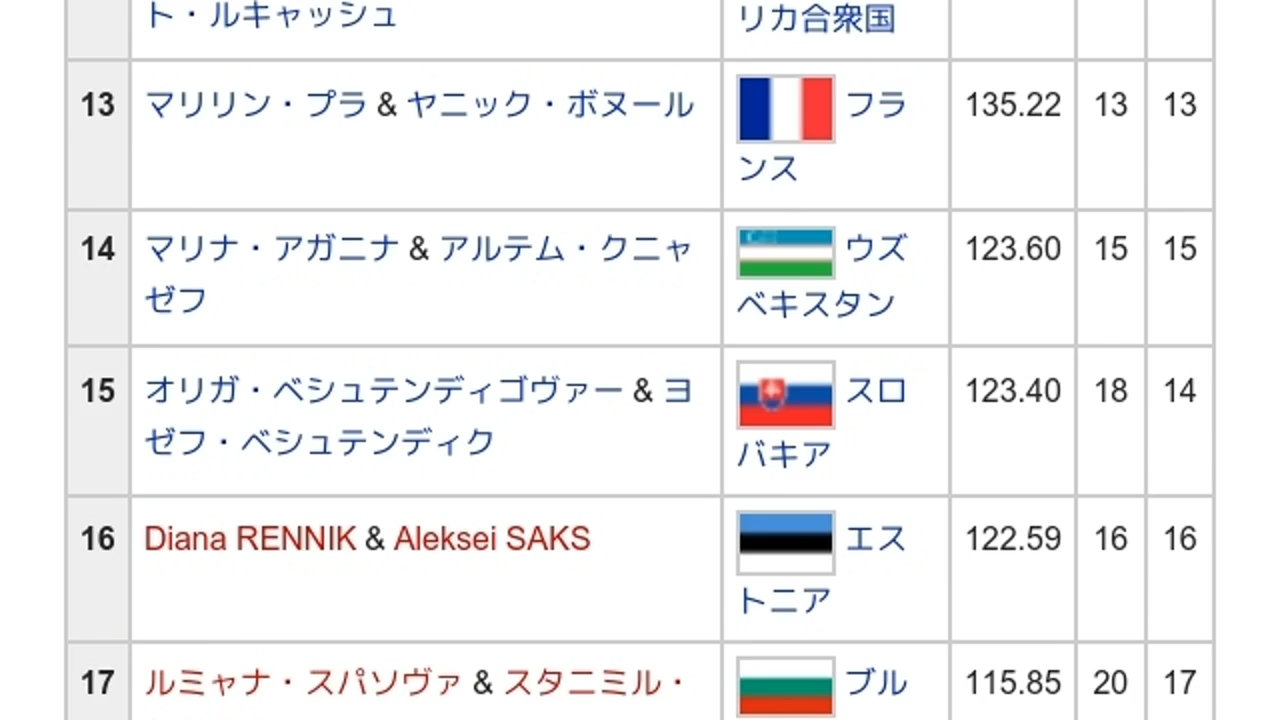 ト・ルキャッシュ リカ合衆国
13 マリリン・プラ & ヤニック・ボヌール フラ 135.22 13 13
ンス
14 マリナ・アガニナ & アルテム・クニャ ウズ 123.60 15 15
ゼフ ベキスタン
15 オリガ・ベシュテンディゴヴァー & ヨ スロ 123.40 18 14
ゼフ・ベシュテンディク バキア
16 Diana RENNIK & Aleksei SAKS エス 122.59 16 16
トニア
17 ルミャナ・スパソヴァ & スタニミル・ ブル 115.85 20 17